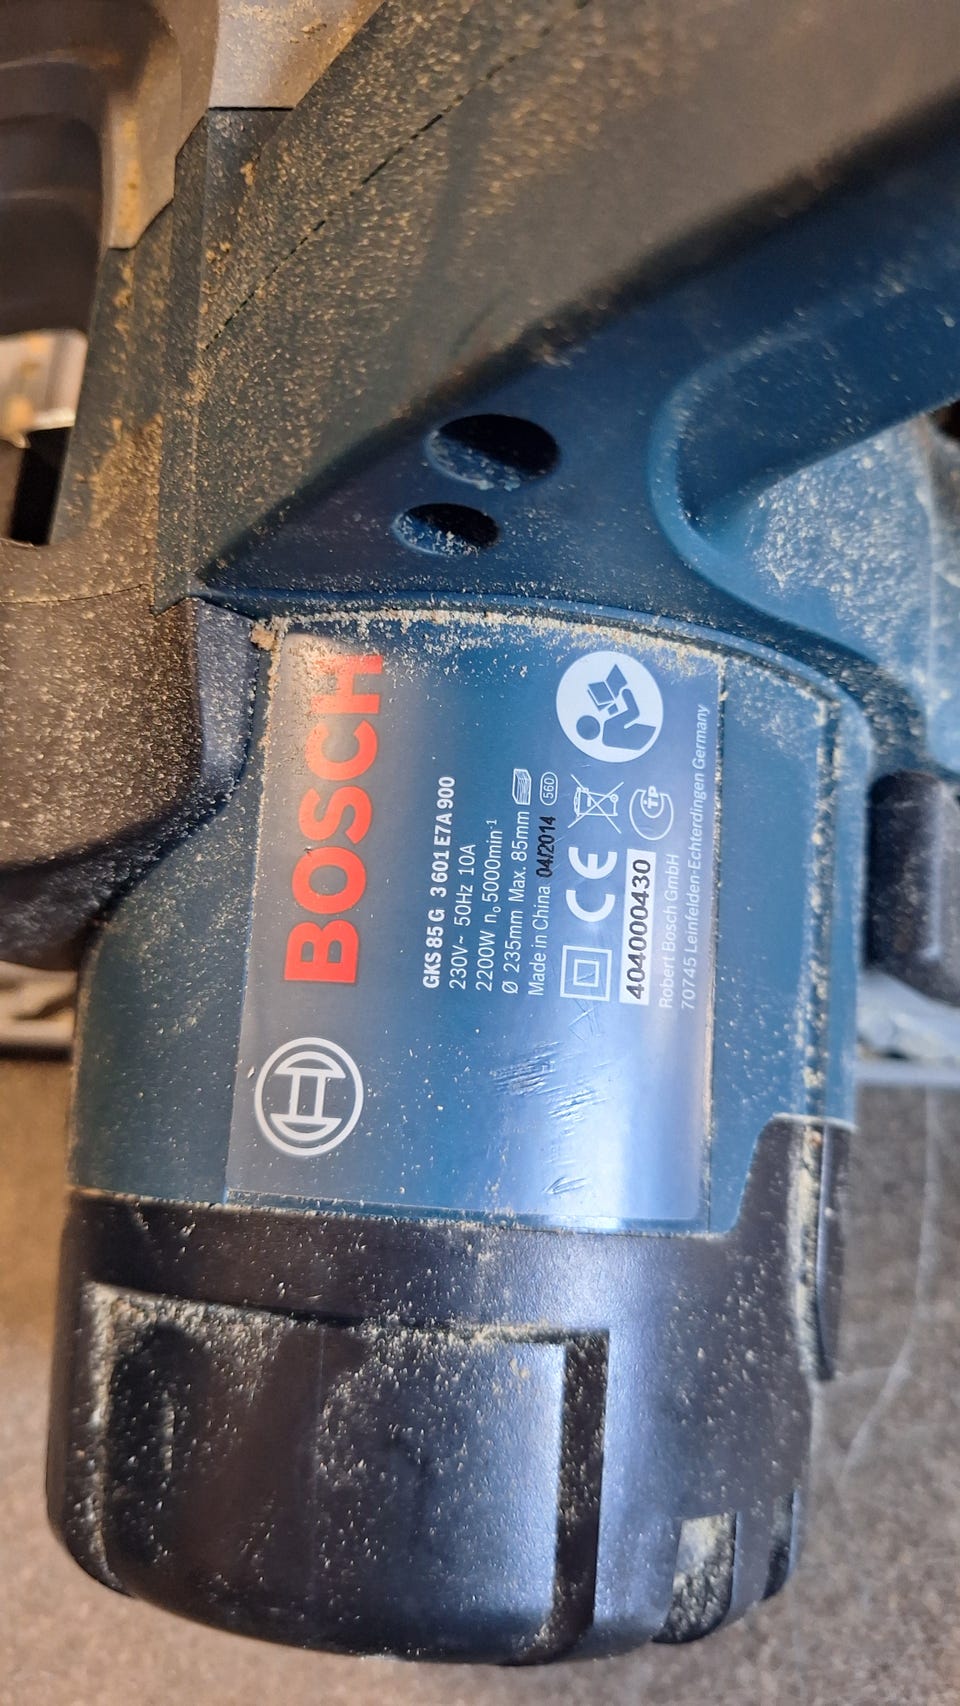 BOSCH
GKS 85 G 3 601 E7A 900
230V~ 50Hz 10A
2200W n₀ 5000min⁻¹
Ø 235mm Max. 85mm
Made in China 04/2014 560
CE
404000430
Robert Bosch GmbH
70745 Leinfelden-Echterdingen Germany